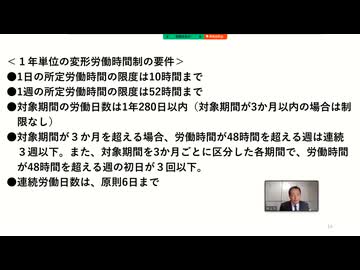 ＜１年単位の変形労働時間制の要件＞
●1日の所定労働時間の限度は10時間まで
●1週の所定労働時間の限度は52時間まで
●対象期間の労働日数は1年280日以内（対象期間が3か月以内の場合は制
限なし）
●対象期間が３か月を超える場合、労働時間が48時間を超える週は連続
３週以下。また、対象期間を3か月ごとに区分した各期間で、労働時間
が48時間を超える週の初日が３回以下。
●連続労働日数は、原則6日まで